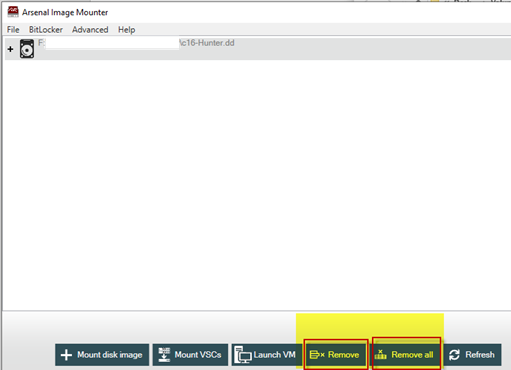 Arsenal Image Mounter
File BitLocker Advanced Help
F: \c16-Hunter.dd
Mount disk image Mount VSCs Launch VM Remove Remove all Refresh